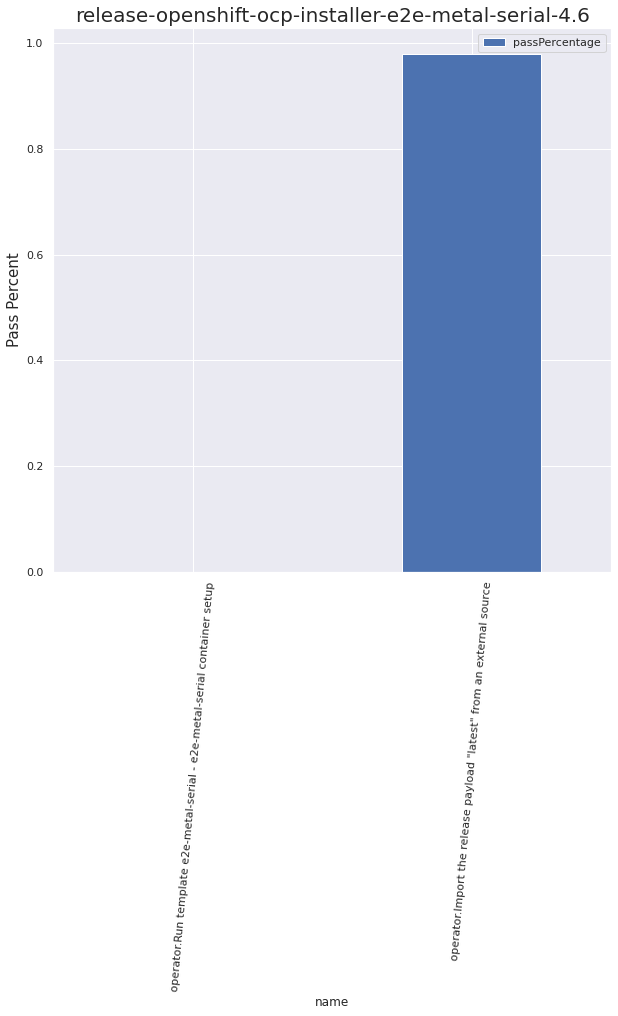 release-openshift-ocp-installer-e2e-metal-serial-4.6
passPercentage
1.0
0.8
0.6
0.4
0.2
0.0
Pass Percent
operator.Run template e2e-metal-serial - e2e-metal-serial container setup
operator.Import the release payload "latest" from an external source
name